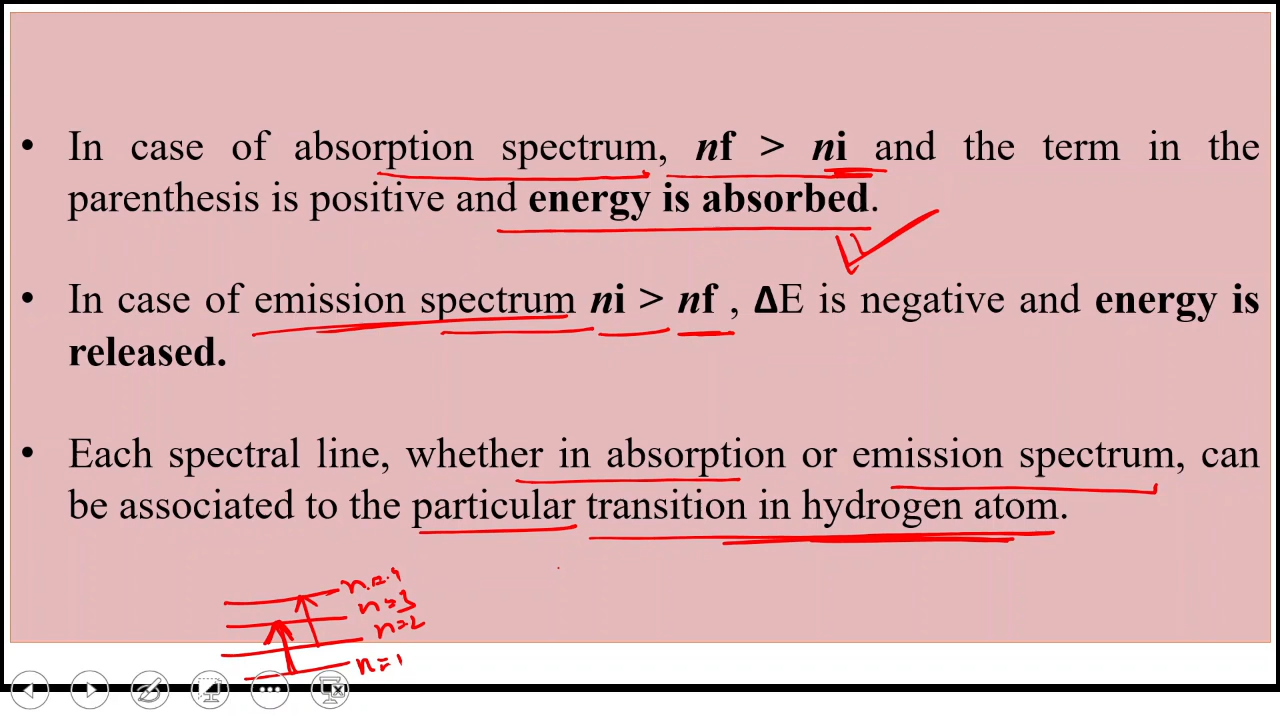 • In case of absorption spectrum, nf > ni and the term in the
parenthesis is positive and energy is absorbed.
• In case of emission spectrum ni > nf , ΔE is negative and energy is
released.
• Each spectral line, whether in absorption or emission spectrum, can
be associated to the particular transition in hydrogen atom.
n=4
n=3
n=2
n=1